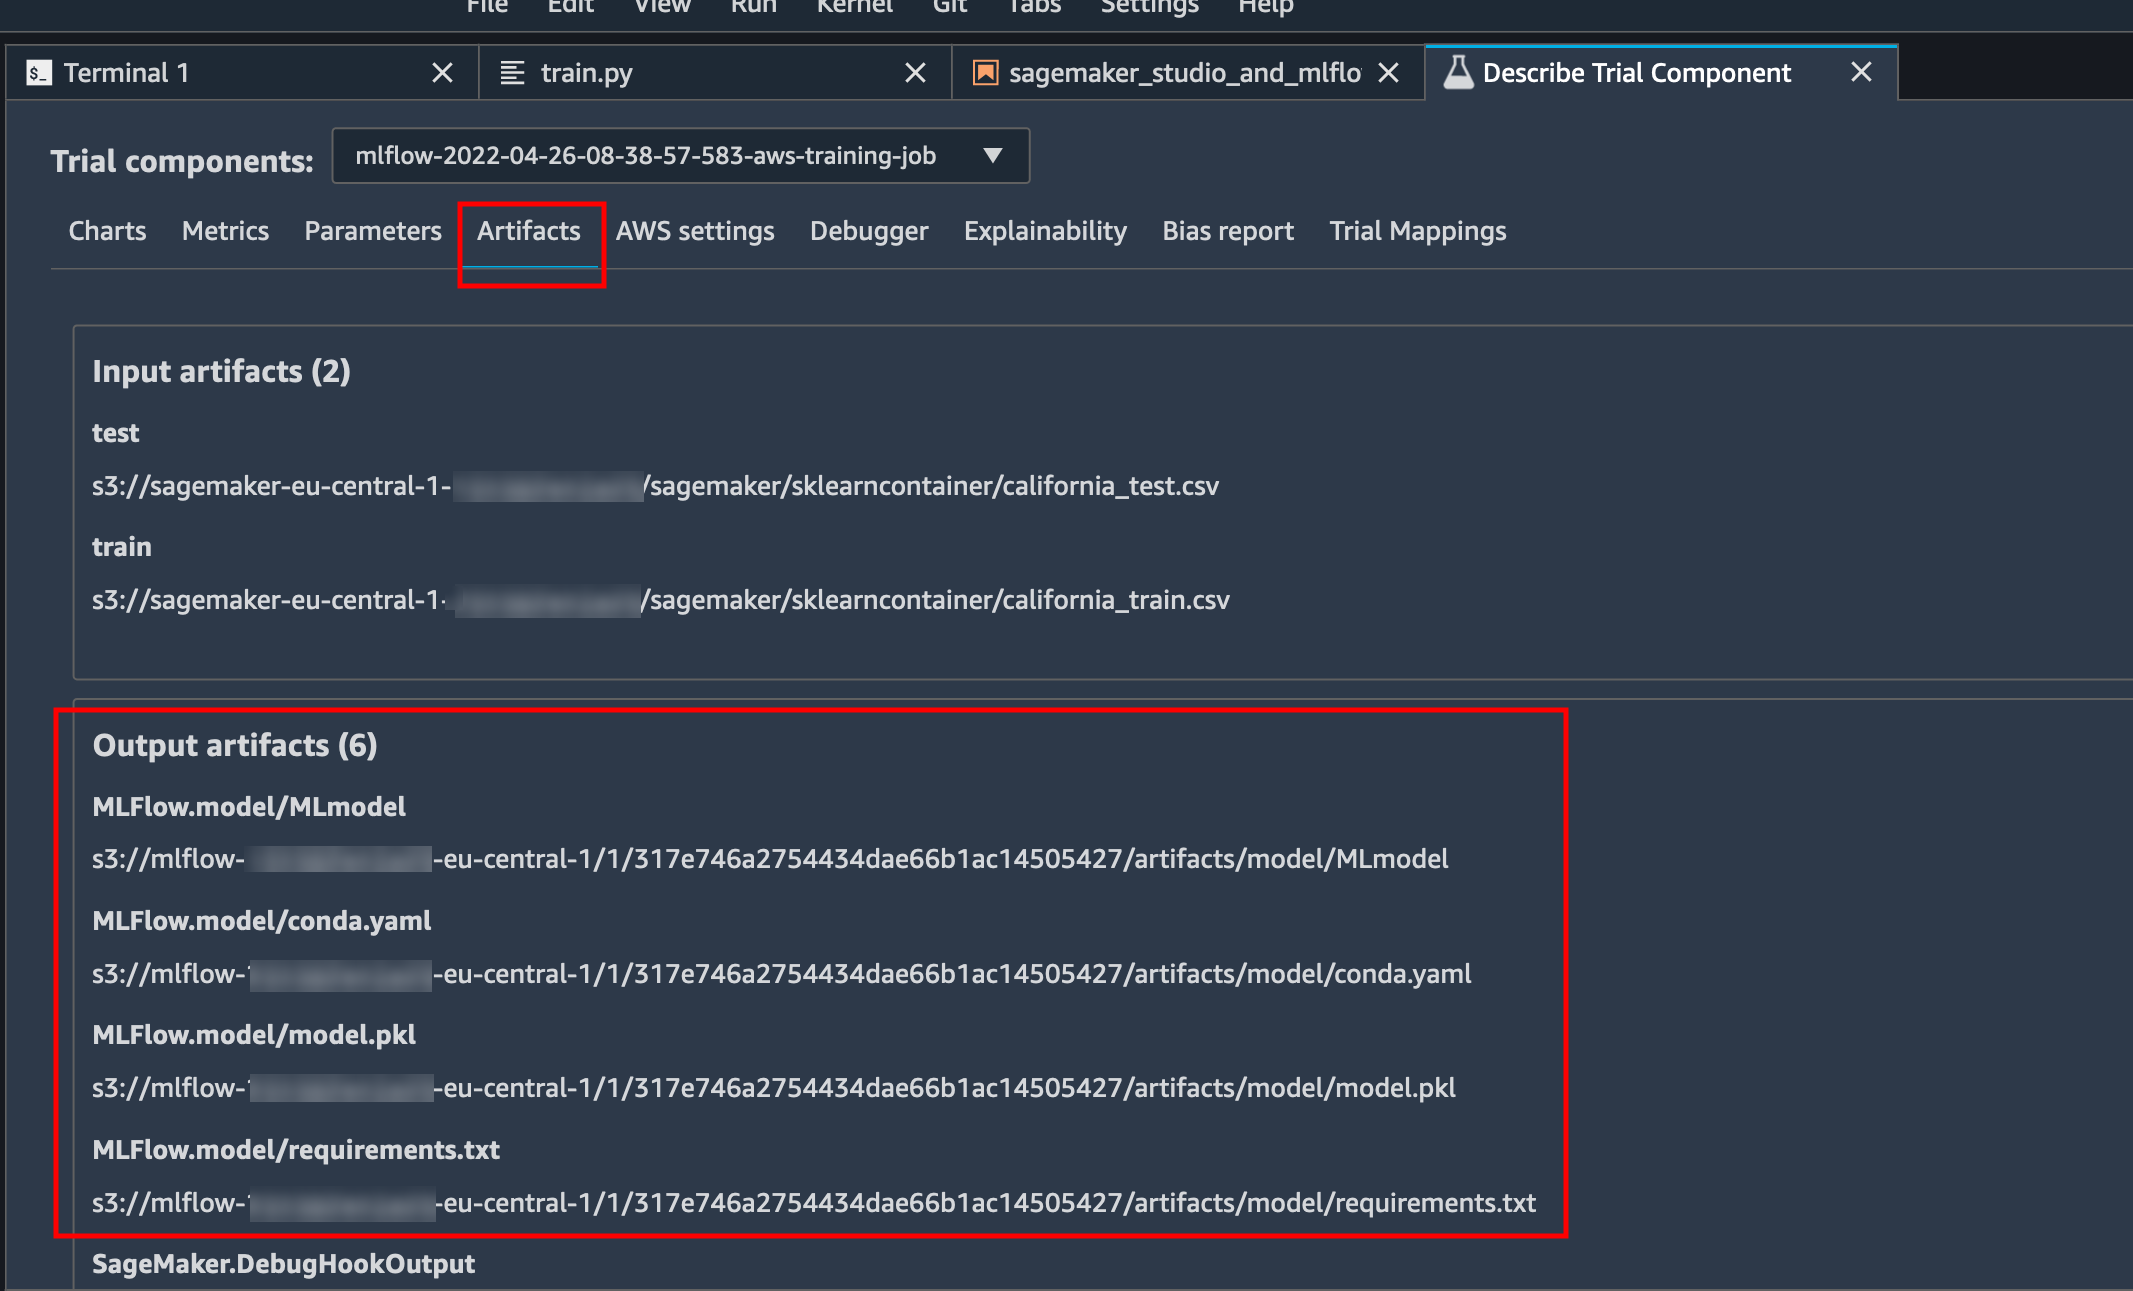 File Edit View Run Kernel Git Tabs Settings Help
$_ Terminal 1 train.py sagemaker_studio_and_mlflo Describe Trial Component
Trial components: mlflow-2022-04-26-08-38-57-583-aws-training-job
Charts Metrics Parameters Artifacts AWS settings Debugger Explainability Bias report Trial Mappings
Input artifacts (2)
test
s3://sagemaker-eu-central-1- /sagemaker/sklearncontainer/california_test.csv
train
s3://sagemaker-eu-central-1- /sagemaker/sklearncontainer/california_train.csv
Output artifacts (6)
MLFlow.model/MLmodel
s3://mlflow- -eu-central-1/1/317e746a2754434dae66b1ac14505427/artifacts/model/MLmodel
MLFlow.model/conda.yaml
s3://mlflow- -eu-central-1/1/317e746a2754434dae66b1ac14505427/artifacts/model/conda.yaml
MLFlow.model/model.pkl
s3://mlflow- -eu-central-1/1/317e746a2754434dae66b1ac14505427/artifacts/model/model.pkl
MLFlow.model/requirements.txt
s3://mlflow- -eu-central-1/1/317e746a2754434dae66b1ac14505427/artifacts/model/requirements.txt
SageMaker.DebugHookOutput